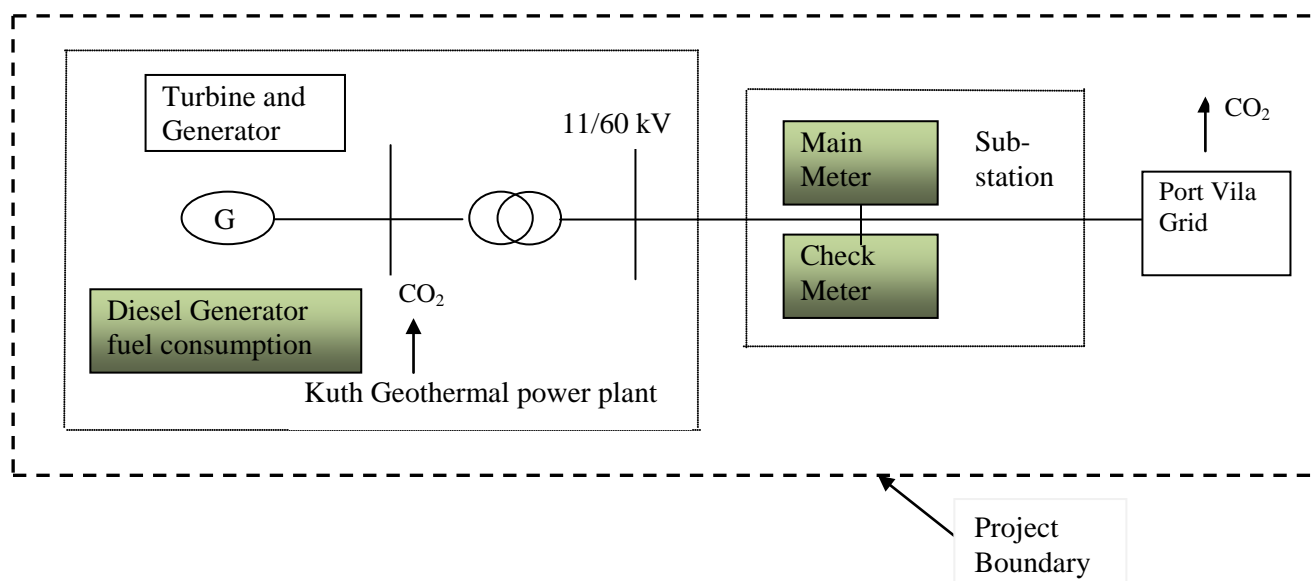 Turbine and
Generator
11/60 kV
G
CO₂
Diesel Generator
fuel consumption
Kuth Geothermal power plant
Main
Meter
Sub-
station
Check
Meter
CO₂
Port Vila
Grid
Project
Boundary